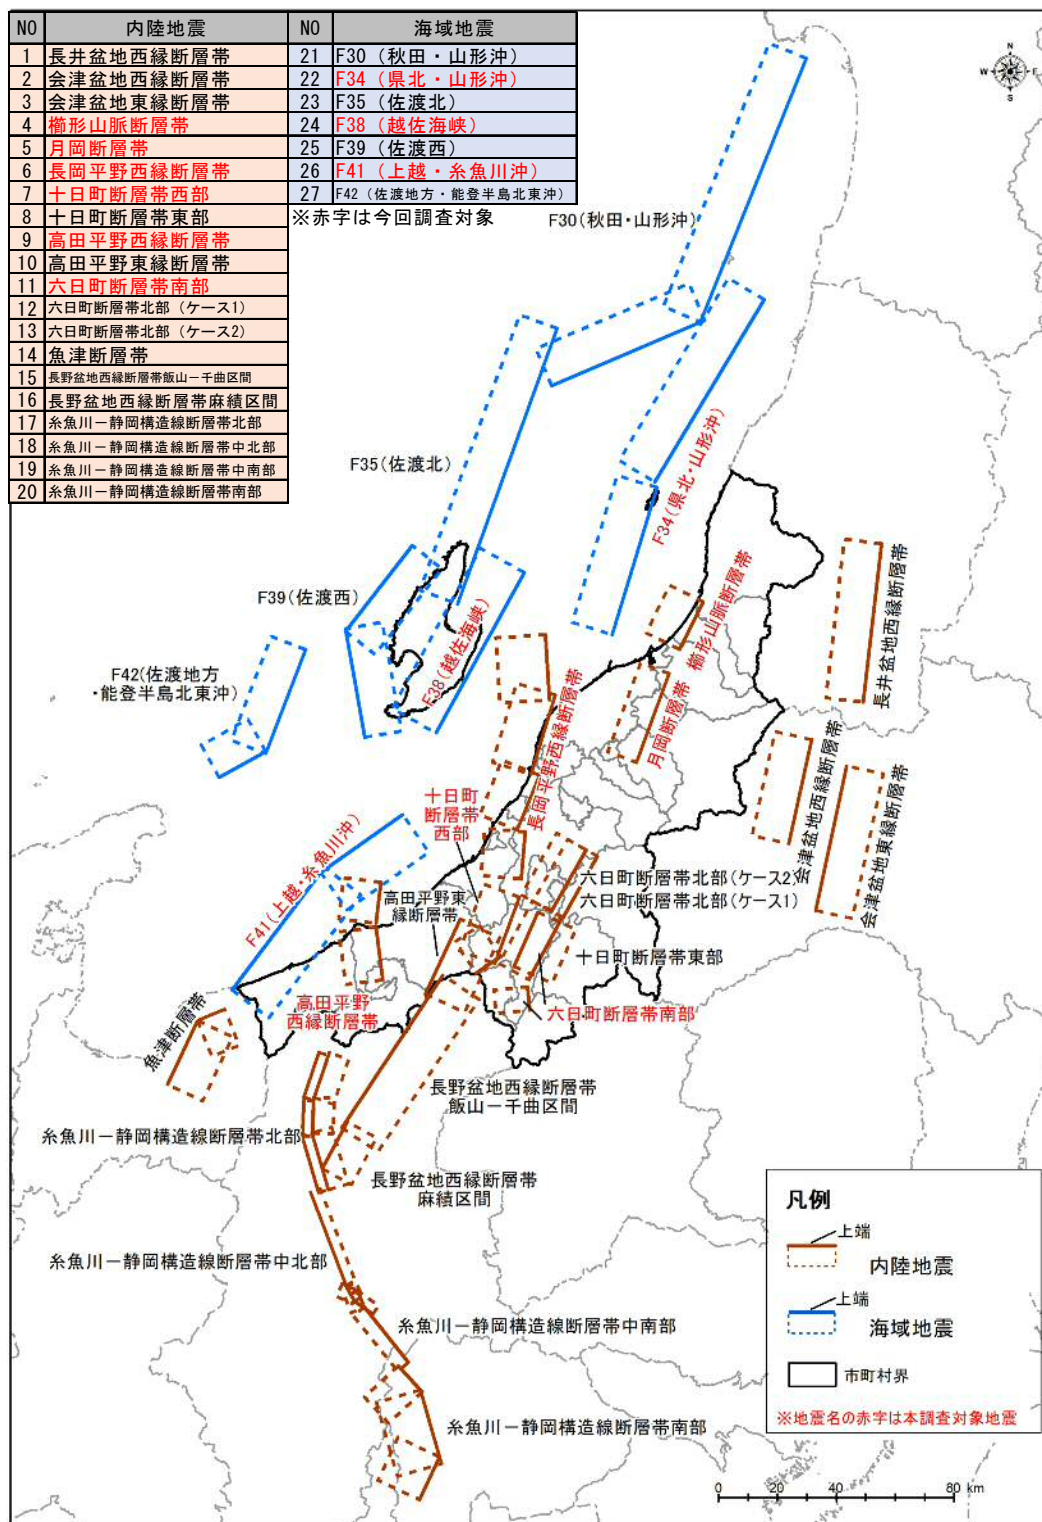 NO 内陸地震 NO 海域地震
1 長井盆地西縁断層帯 21 F30（秋田・山形沖）
2 会津盆地西縁断層帯 22 F34（県北・山形沖）
3 会津盆地東縁断層帯 23 F35（佐渡北）
4 櫛形山脈断層帯 24 F38（越佐海峡）
5 月岡断層帯 25 F39（佐渡西）
6 長岡平野西縁断層帯 26 F41（上越・糸魚川沖）
7 十日町断層帯西部 27 F42（佐渡地方・能登半島北東沖）
8 十日町断層帯東部 ※赤字は今回調査対象
9 高田平野西縁断層帯
10 高田平野東縁断層帯
11 六日町断層帯南部
12 六日町断層帯北部（ケース1）
13 六日町断層帯北部（ケース2）
14 魚津断層帯
15 長野盆地西縁断層帯飯山－千曲区間
16 長野盆地西縁断層帯麻績区間
17 糸魚川－静岡構造線断層帯北部
18 糸魚川－静岡構造線断層帯中北部
19 糸魚川－静岡構造線断層帯中南部
20 糸魚川－静岡構造線断層帯南部
N
W E
S
F30(秋田・山形沖)
F35(佐渡北)
F34(県北・山形沖)
F39(佐渡西)
F38(越佐海峡)
F42(佐渡地方
・能登半島北東沖)
櫛形山脈断層帯
月岡断層帯
長岡平野西縁断層帯
長井盆地西縁断層帯
会津盆地西縁断層帯
会津盆地東縁断層帯
十日町
断層帯
西部
F41(上越・糸魚川沖)
高田平野東
縁断層帯
六日町断層帯北部(ケース2)
六日町断層帯北部(ケース1)
十日町断層帯東部
高田平野
西縁断層帯
六日町断層帯南部
魚津断層帯
長野盆地西縁断層帯
飯山－千曲区間
糸魚川－静岡構造線断層帯北部
長野盆地西縁断層帯
麻績区間
糸魚川－静岡構造線断層帯中北部
糸魚川－静岡構造線断層帯中南部
糸魚川－静岡構造線断層帯南部
凡例
上端
内陸地震
上端
海域地震
市町村界
※地震名の赤字は本調査対象地震
0 20 40 60 80 km